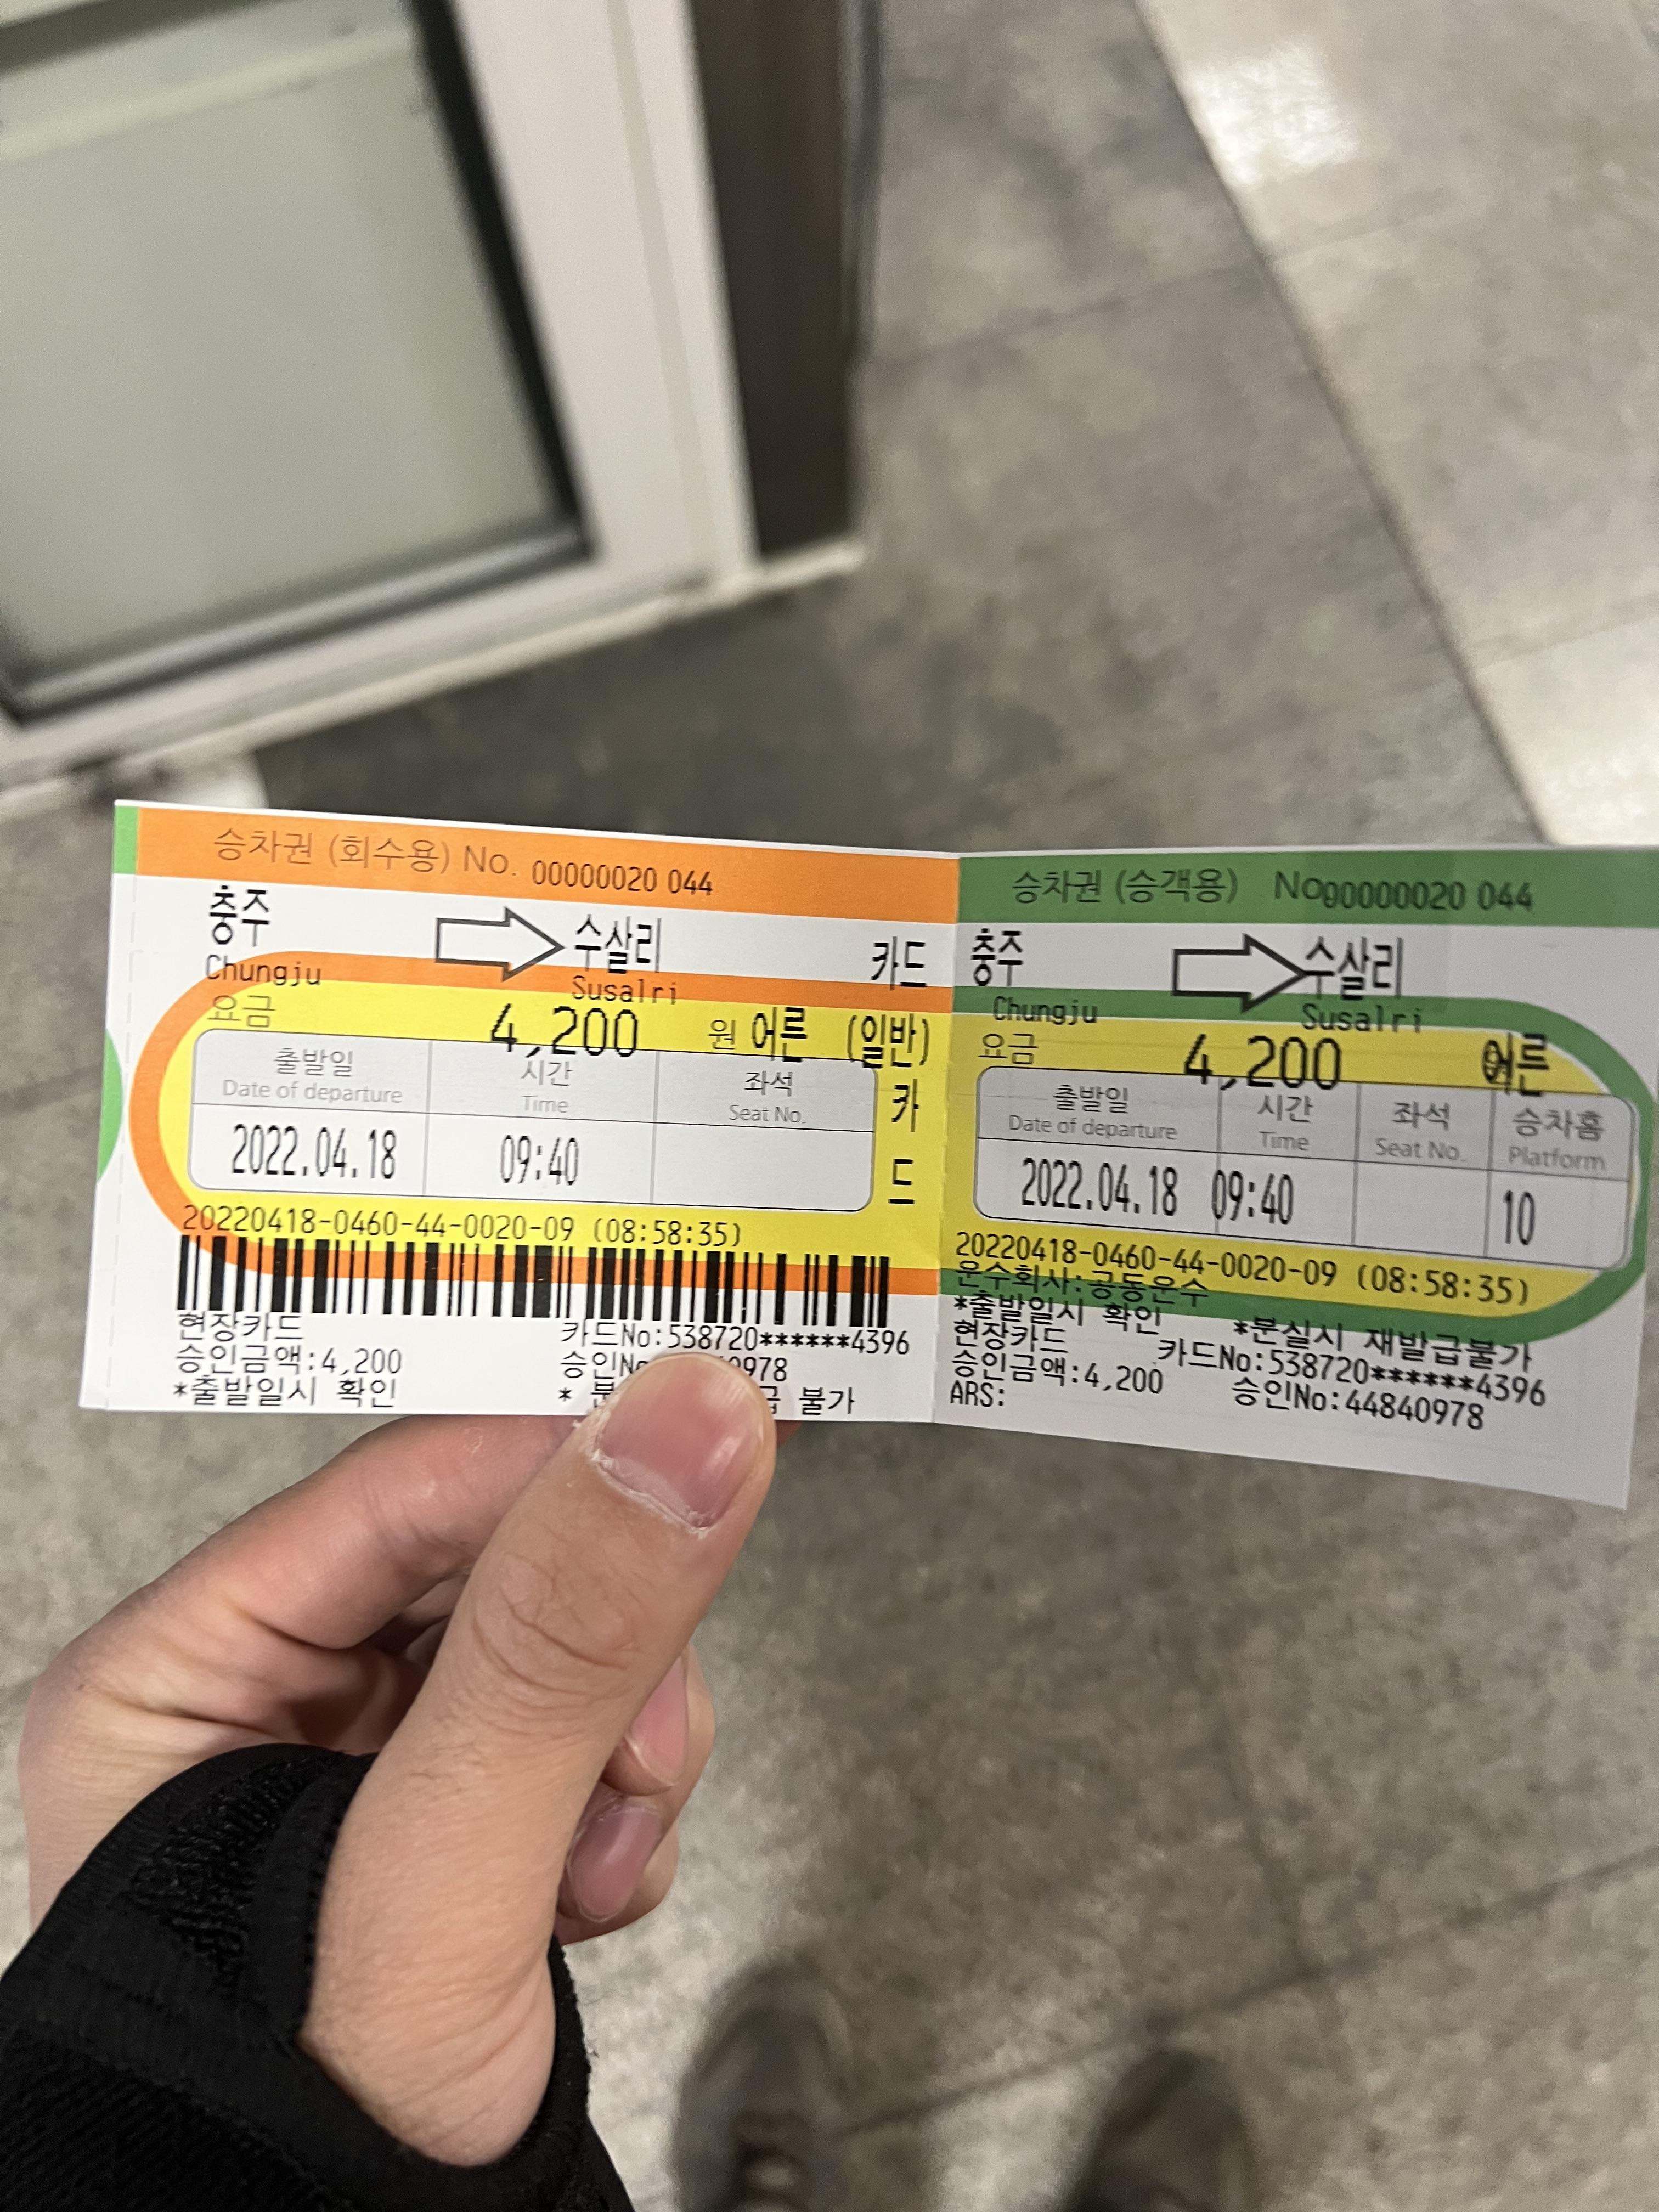 승차권 (회수용) No. 00000020 044
충주 수살리 카드
Chungju Susalri
요금 4,200 원 어른 (일반)
출발일 시간 좌석 카
Date of departure Time Seat No.
2022.04.18 09:40 드
20220418-0460-44-0020-09 (08:58:35)
현장카드 카드No:538720******4396
승인금액:4,200 승인No 978
*출발일시 확인 * 불가
승차권 (승객용) No00000020 044
충주 수살리
Chungju Susalri
요금 4,200 어른
출발일 시간 좌석 승차홈
Date of departure Time Seat No. Platform
2022.04.18 09:40 10
20220418-0460-44-0020-09 (08:58:35)
운수회사:공동운수
*출발일시 확인 *분실시 재발급불가
현장카드 카드No:538720******4396
승인금액:4,200 승인No:44840978
ARS: